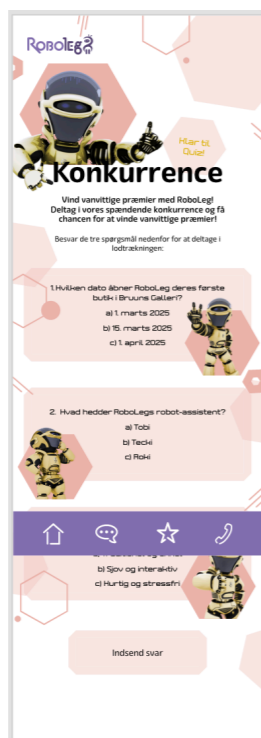 RoboLeg
Klar til
Quiz!
Konkurrence
Vind vanvittige præmier med RoboLeg!
Deltag i vores spændende konkurrence og få
chancen for at vinde vanvittige præmier!
Besvar de tre spørgsmål nedenfor for at deltage i
lodtrækningen:
1.Hvilken dato åbner RoboLeg deres første
butik i Bruuns Galleri?
a) 1. marts 2025
b) 15. marts 2025
c) 1. april 2025
2. Hvad hedder RoboLegs robot-assistent?
a) Tobi
b) Tecki
c) Roki
b) Sjov og interaktiv
c) Hurtig og stressfri
Indsend svar